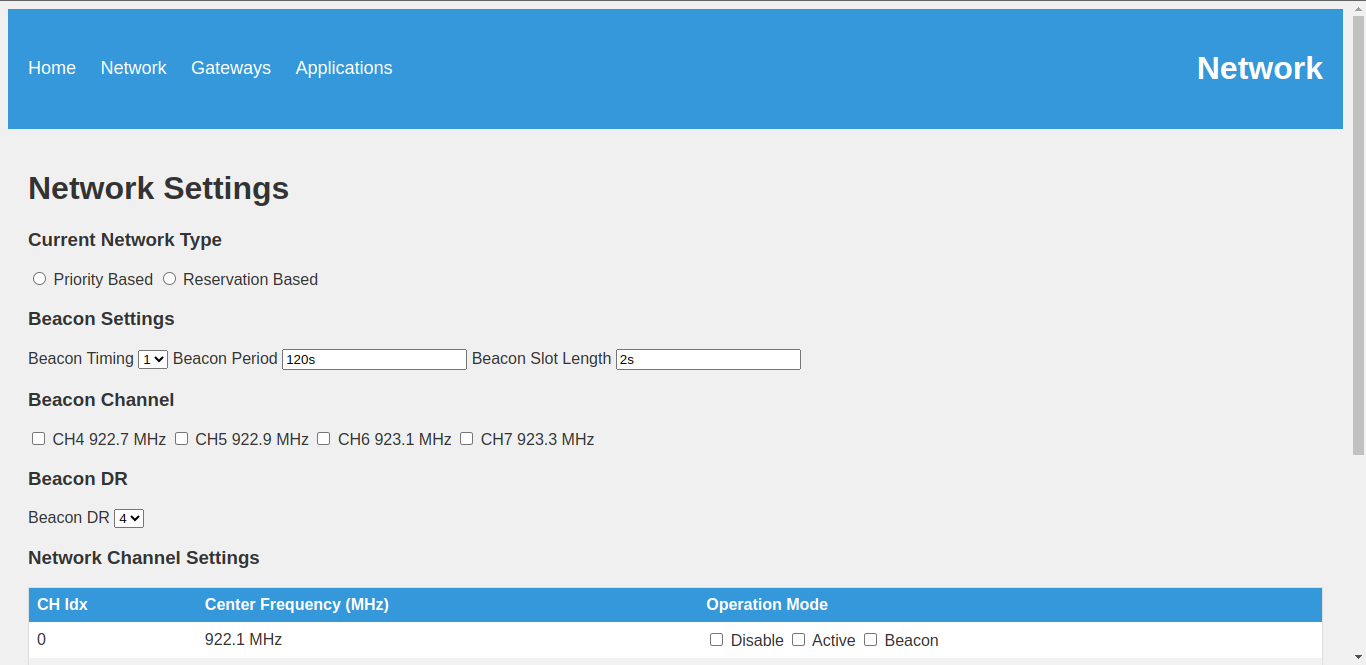 Home Network Gateways Applications Network
Network Settings
Current Network Type
Priority Based Reservation Based
Beacon Settings
Beacon Timing 1 Beacon Period 120s Beacon Slot Length 2s
Beacon Channel
CH4 922.7 MHz CH5 922.9 MHz CH6 923.1 MHz CH7 923.3 MHz
Beacon DR
Beacon DR 4
Network Channel Settings
CH Idx Center Frequency (MHz) Operation Mode
0 922.1 MHz Disable Active Beacon